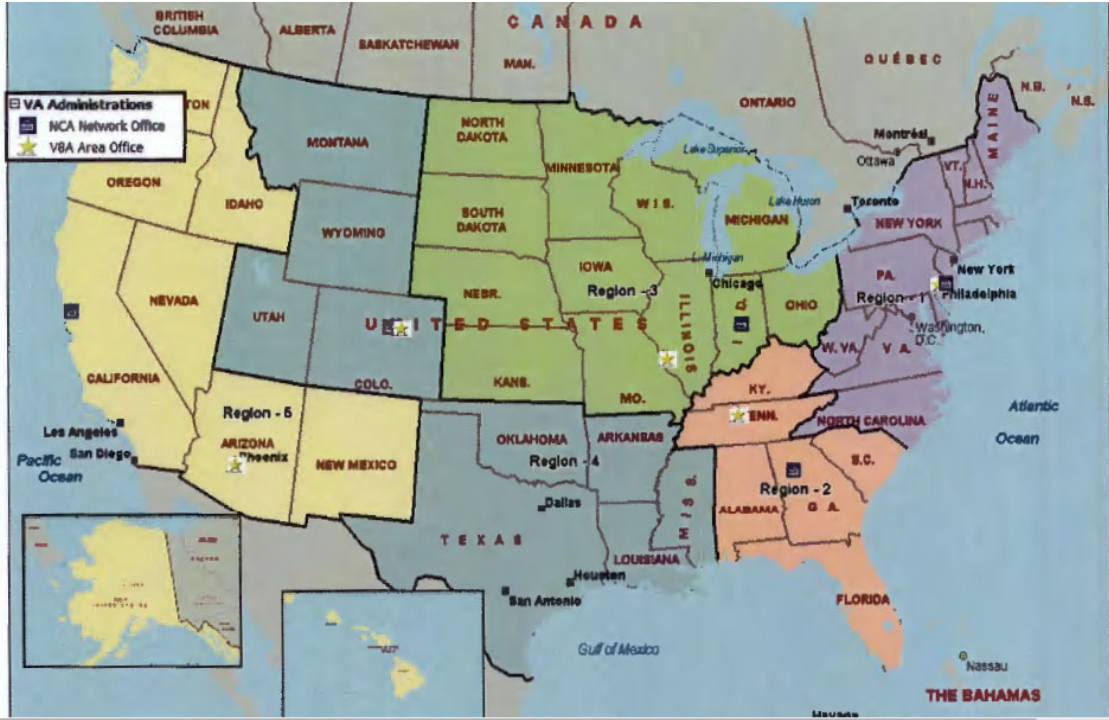 BRITISH
COLUMBIA
ALBERTA
SASKATCHEWAN
MAN.
CANADA
ONTARIO
QUÉBEC
N.B.
N.S.
VA Administrations
NCA Network Office
VBA Area Office
TON
MONTANA
NORTH
DAKOTA
MINNESOTA
Lake Superior
Montréal
Ottawa
MAINE
VT.
N.H.
OREGON
IDAHO
WYOMING
SOUTH
DAKOTA
WIS.
MICHIGAN
Lake Huron
Toronto
NEW YORK
L. Michigan
IOWA
Region - 3
Chicago
New York
PA.
Region - 1
Philadelphia
NEVADA
UTAH
NEBR.
UNITED STATES
ILLINOIS
IND.
OHIO
Washington,
D.C.
W. VA.
VA.
CALIFORNIA
COLO.
KANS.
MO.
KY.
Region - 5
ARIZONA
Phoenix
Los Angeles
San Diego
Pacific
Ocean
NEW MEXICO
OKLAHOMA
Region - 4
ARKANSAS
ENN.
NORTH CAROLINA
S.C.
Atlantic
Ocean
Dallas
TEXAS
MISS.
ALABAMA
Region - 2
GA.
LOUISIANA
Houston
San Antonio
FLORIDA
Gulf of Mexico
Nassau
THE BAHAMAS
Havana